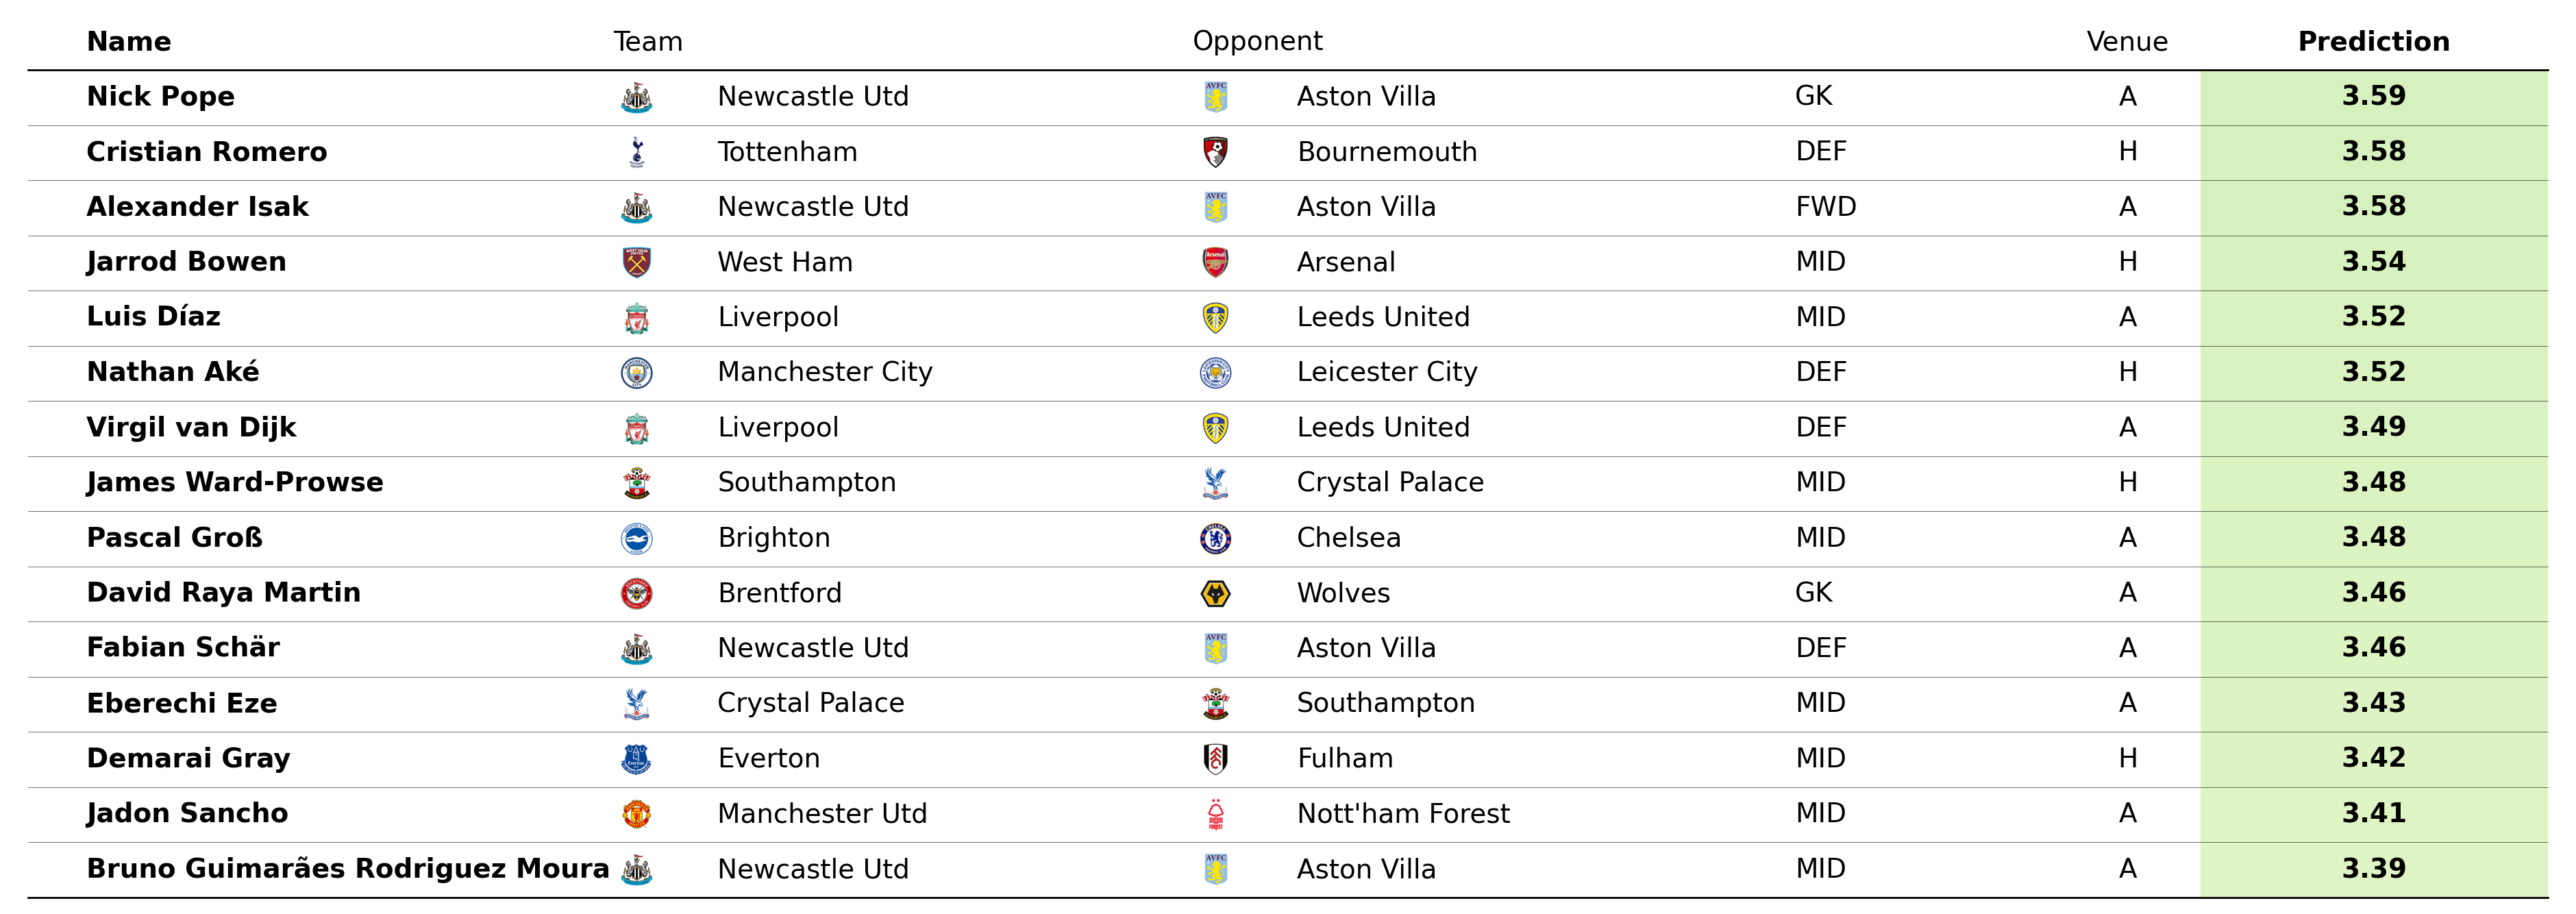 Name Team Opponent Venue Prediction
Nick Pope Newcastle Utd Aston Villa GK A 3.59
Cristian Romero Tottenham Bournemouth DEF H 3.58
Alexander Isak Newcastle Utd Aston Villa FWD A 3.58
Jarrod Bowen West Ham Arsenal MID H 3.54
Luis Díaz Liverpool Leeds United MID A 3.52
Nathan Aké Manchester City Leicester City DEF H 3.52
Virgil van Dijk Liverpool Leeds United DEF A 3.49
James Ward-Prowse Southampton Crystal Palace MID H 3.48
Pascal Groß Brighton Chelsea MID A 3.48
David Raya Martin Brentford Wolves GK A 3.46
Fabian Schär Newcastle Utd Aston Villa DEF A 3.46
Eberechi Eze Crystal Palace Southampton MID A 3.43
Demarai Gray Everton Fulham MID H 3.42
Jadon Sancho Manchester Utd Nott'ham Forest MID A 3.41
Bruno Guimarães Rodriguez Moura Newcastle Utd Aston Villa MID A 3.39